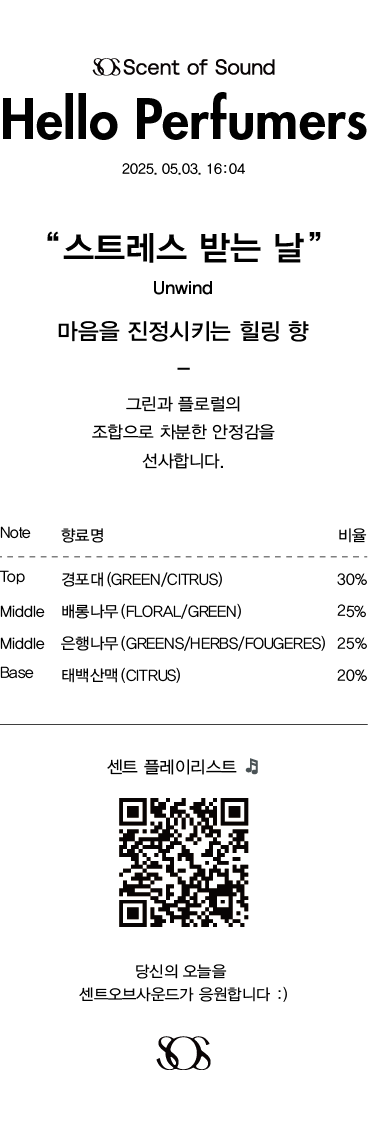 SOS Scent of Sound
Hello Perfumers
2025. 05.03. 16:04
“스트레스 받는 날”
Unwind
마음을 진정시키는 힐링 향
–
그린과 플로럴의
조합으로 차분한 안정감을
선사합니다.
Note 향료명 비율
Top 경포대(GREEN/CITRUS) 30%
Middle 배롱나무(FLORAL/GREEN) 25%
Middle 은행나무(GREENS/HERBS/FOUGERES) 25%
Base 태백산맥(CITRUS) 20%
센트 플레이리스트 🎵
당신의 오늘을
센트오브사운드가 응원합니다 :)
SOS